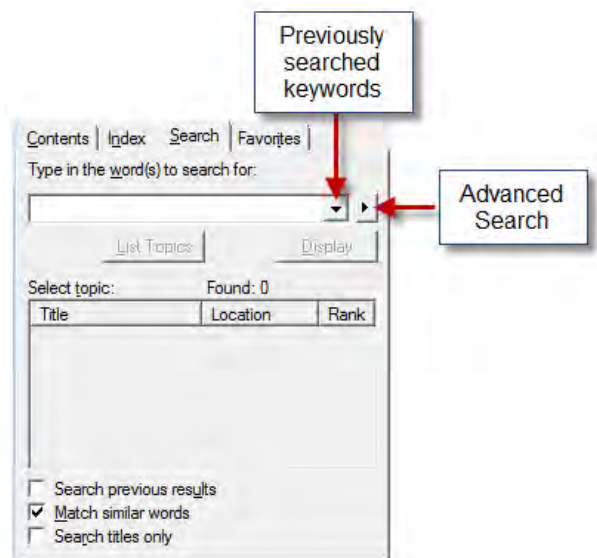 Previously
searched
keywords
Contents Index Search Favorites
Type in the word(s) to search for:
Advanced
Search
List Topics Display
Select topic: Found: 0
Title Location Rank
Search previous results
Match similar words
Search titles only